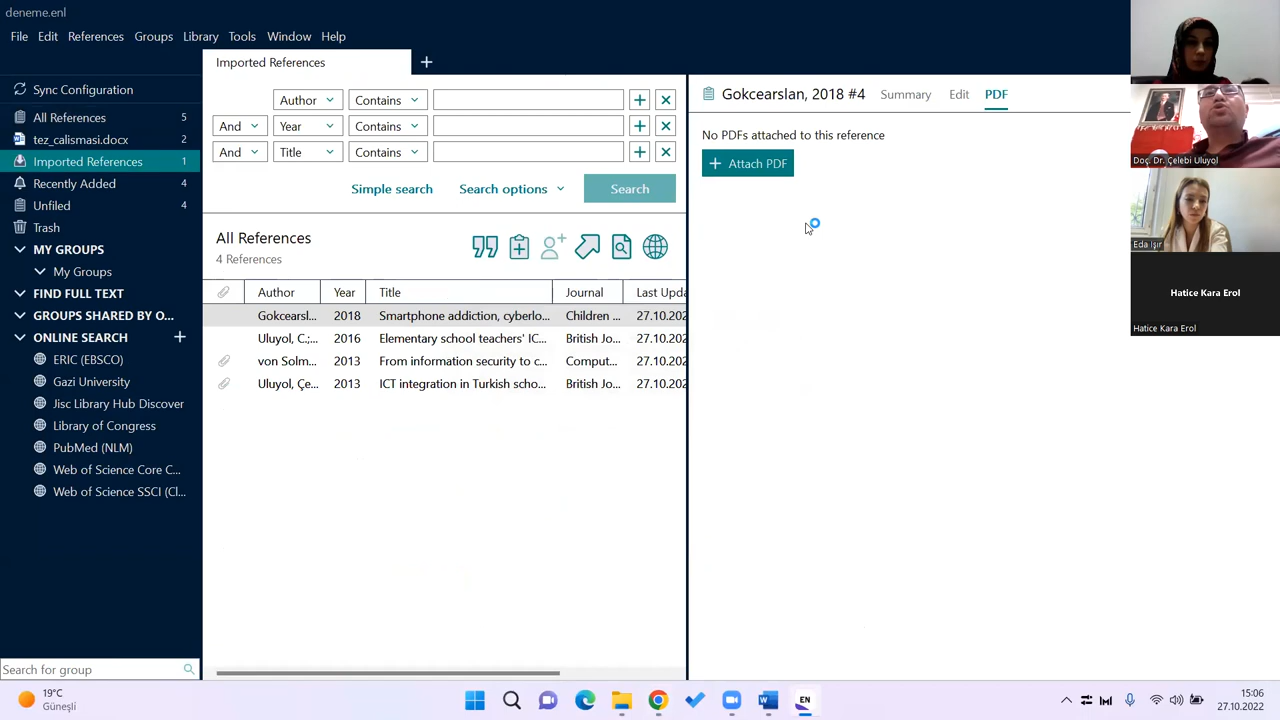 deneme.enl
File Edit References Groups Library Tools Window Help
Sync Configuration
All References 5
tez_calismasi.docx 2
Imported References 1
Recently Added 4
Unfiled 4
Trash
MY GROUPS
My Groups
FIND FULL TEXT
GROUPS SHARED BY O...
ONLINE SEARCH
ERIC (EBSCO)
Gazi University
Jisc Library Hub Discover
Library of Congress
PubMed (NLM)
Web of Science Core C...
Web of Science SSCI (Cl...
Search for group
Imported References
Author Contains
And Year Contains
And Title Contains
Simple search Search options Search
All References
4 References
Author Year Title Journal Last Upda
Gokcearsl... 2018 Smartphone addiction, cyberlo... Children ... 27.10.202
Uluyol, C.;... 2016 Elementary school teachers' IC... British Jo... 27.10.202
von Solm... 2013 From information security to c... Comput... 27.10.202
Uluyol, Çe... 2013 ICT integration in Turkish scho... British Jo... 27.10.202
Gokcearslan, 2018 #4 Summary Edit PDF
No PDFs attached to this reference
Attach PDF
Doç. Dr. Çelebi Uluyol
Eda Işır
Hatice Kara Erol
Hatice Kara Erol
19°C
Güneşli
EN
15:06
27.10.2022